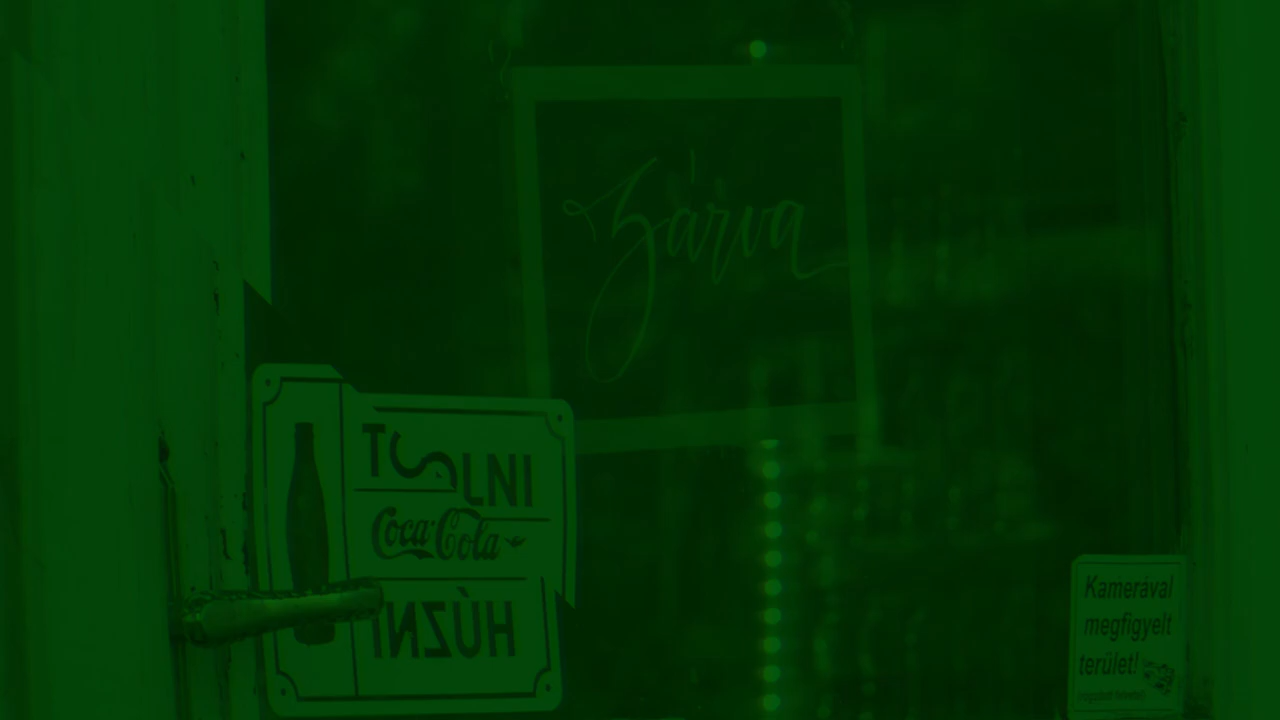 Zárva
TOLNI
Coca-Cola
HÚZNI
Kamerával
megfigyelt
terület!